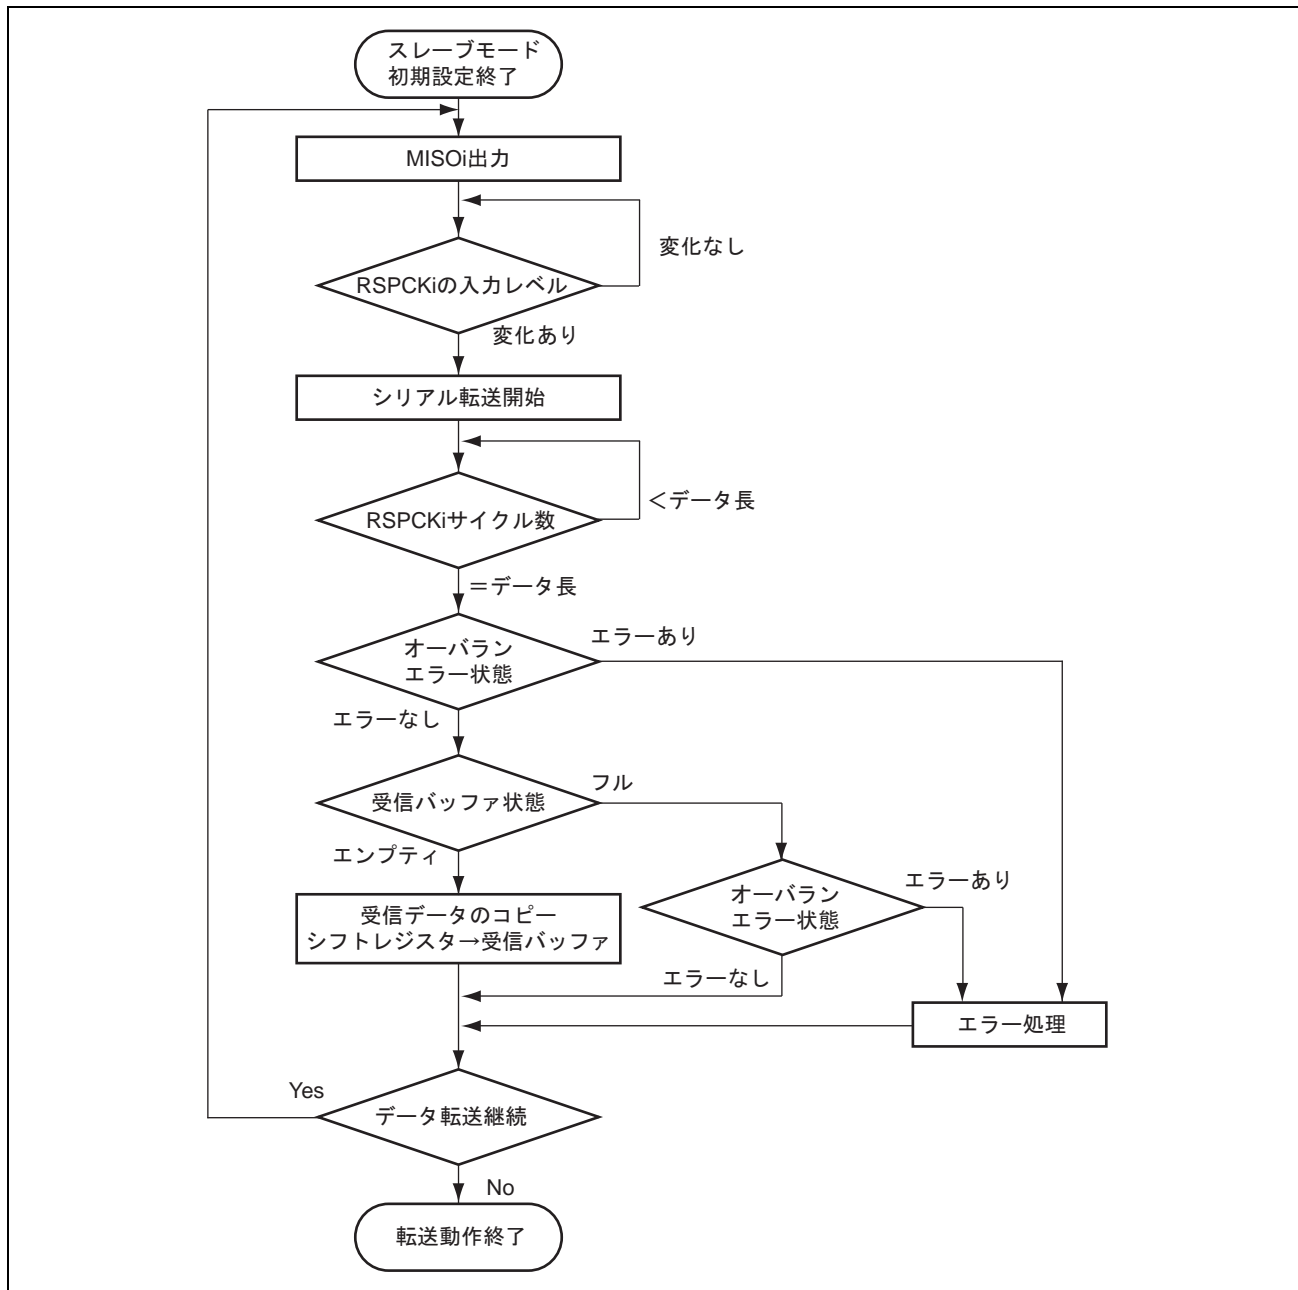 スレーブモード
初期設定終了
MISOi出力
変化なし
RSPCKiの入力レベル
変化あり
シリアル転送開始
＜データ長
RSPCKiサイクル数
＝データ長
エラーあり
オーバラン
エラー状態
エラーなし
フル
受信バッファ状態
エンプティ
エラーあり
オーバラン
エラー状態
受信データのコピー
シフトレジスタ→受信バッファ
エラーなし
エラー処理
Yes
データ転送継続
No
転送動作終了